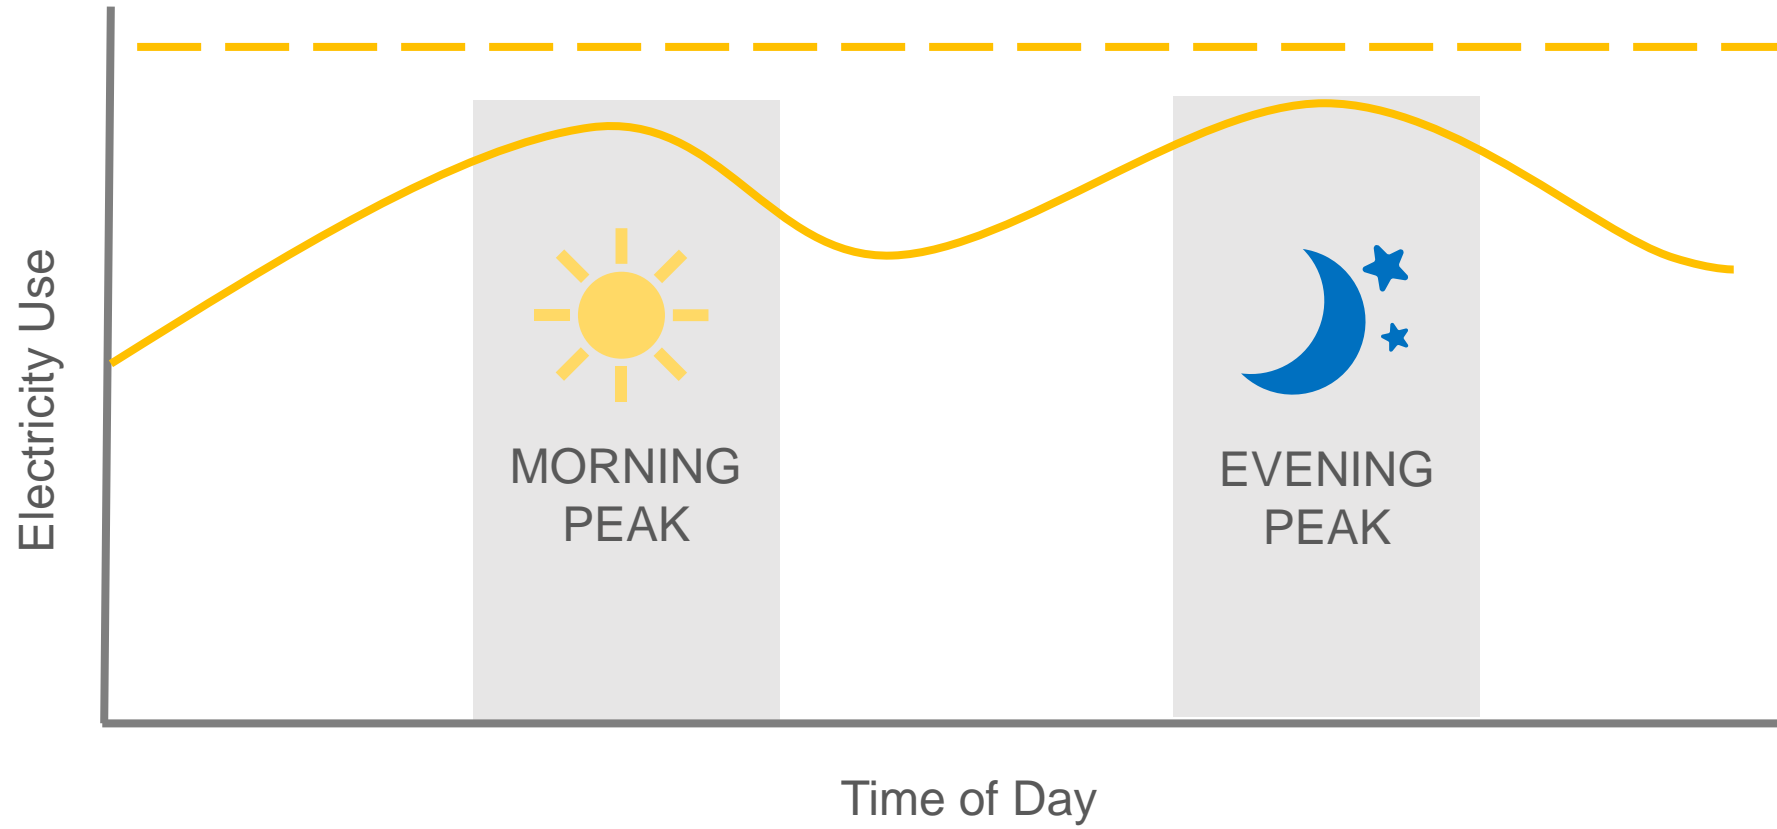 Electricity Use
MORNING
PEAK
EVENING
PEAK
Time of Day